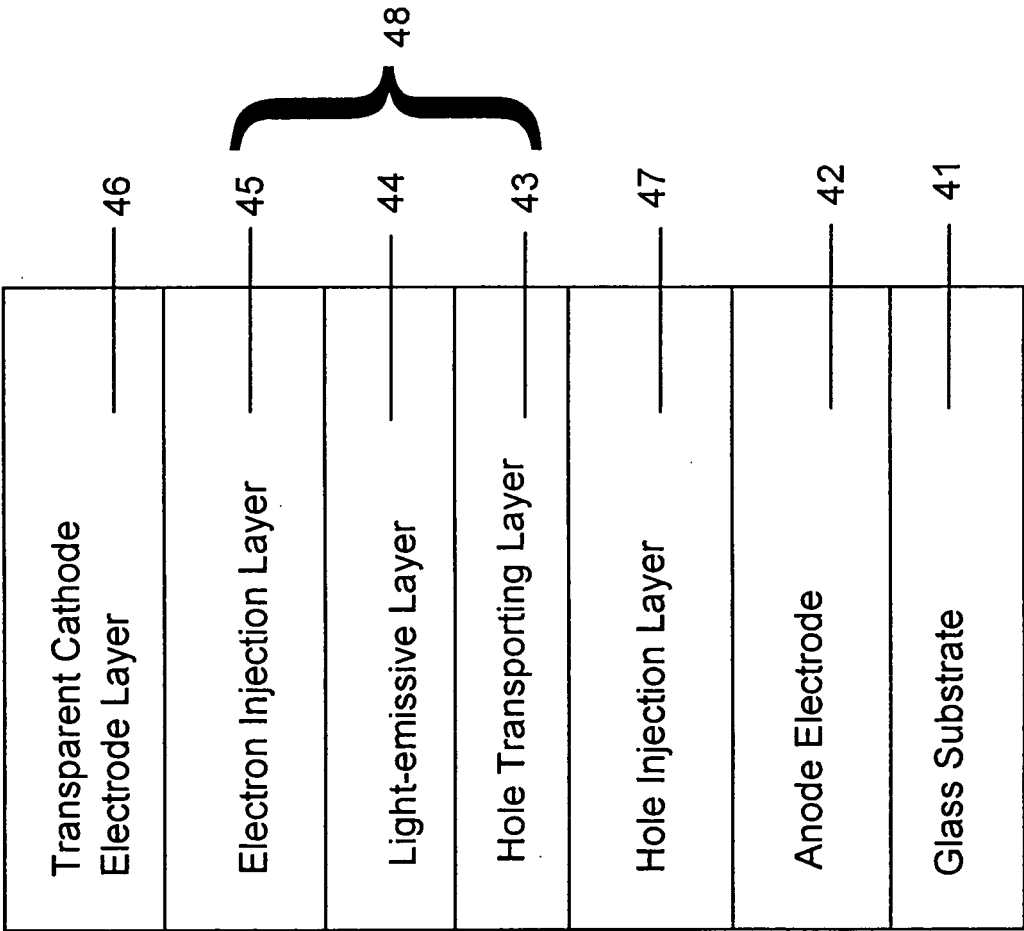 Transparent Cathode
Electrode Layer
46
Electron Injection Layer
45
Light-emissive Layer
44
Hole Transporting Layer
43
48
Hole Injection Layer
47
Anode Electrode
42
Glass Substrate
41